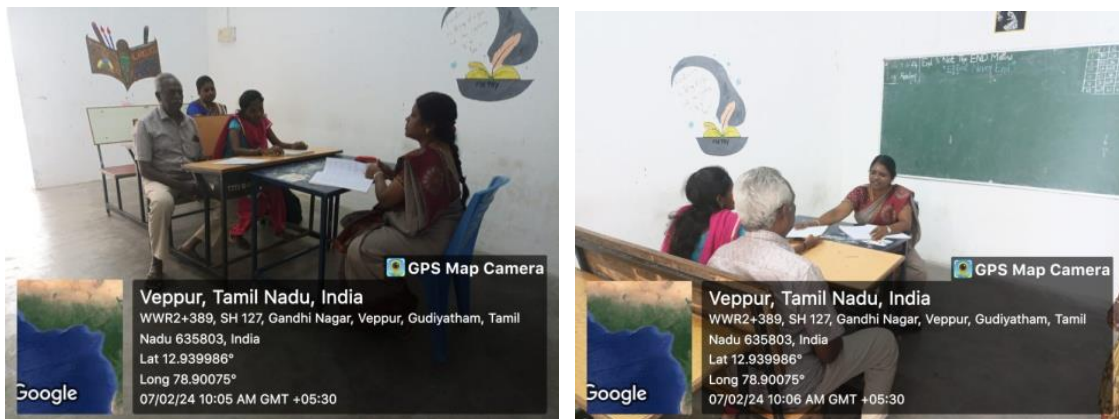 GPS Map Camera
Veppur, Tamil Nadu, India
WWR2+389, SH 127, Gandhi Nagar, Veppur, Gudiyatham, Tamil
Nadu 635803, India
Lat 12.939986°
Long 78.90075°
07/02/24 10:05 AM GMT +05:30
Google
END
GPS Map Camera
Veppur, Tamil Nadu, India
WWR2+389, SH 127, Gandhi Nagar, Veppur, Gudiyatham, Tamil
Nadu 635803, India
Lat 12.939986°
Long 78.90075°
07/02/24 10:06 AM GMT +05:30
Google